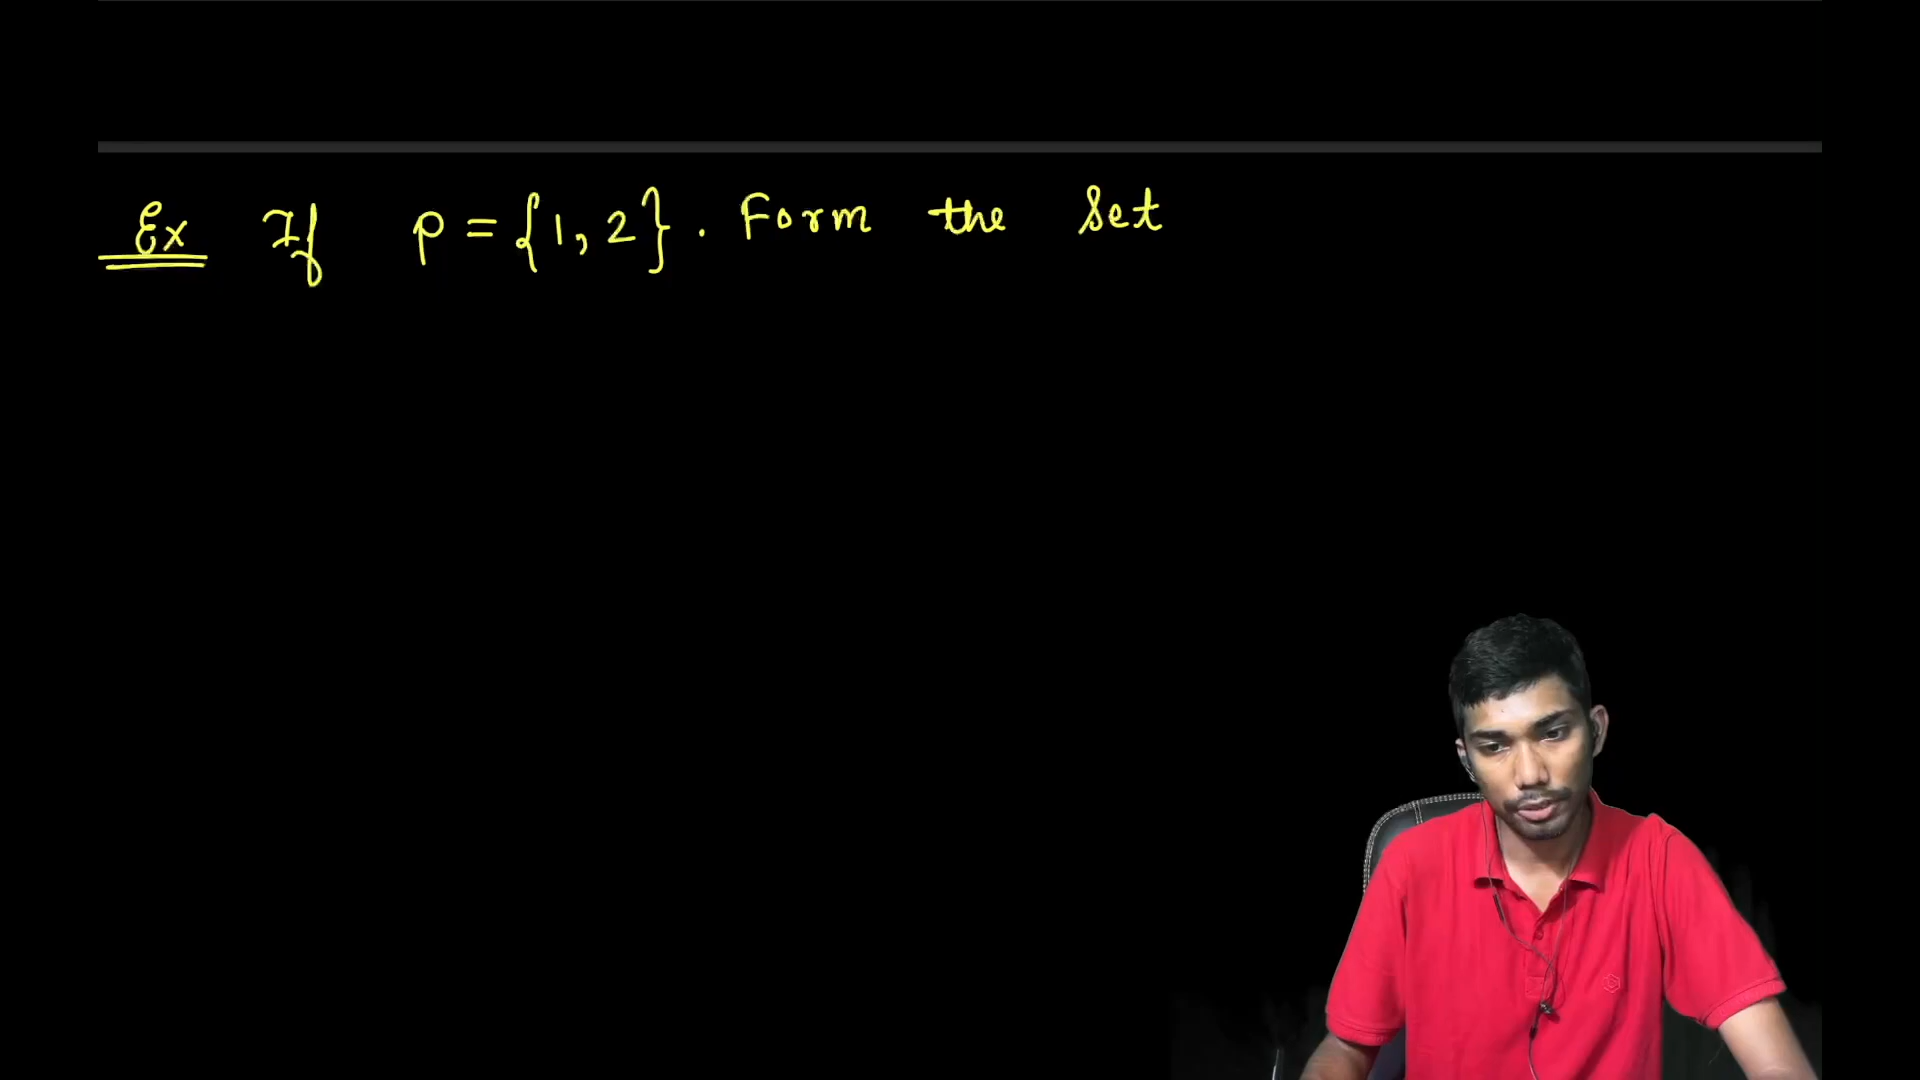 Ex If P = {1, 2}. Form the set